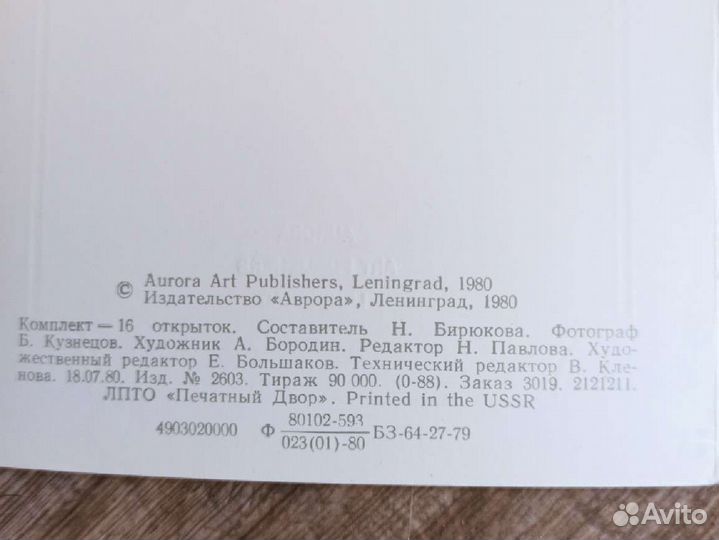 © Aurora Art Publishers, Leningrad, 1980
Издательство «Аврора», Ленинград, 1980
Комплект — 16 открыток. Составитель Н. Бирюкова. Фотограф
Б. Кузнецов. Художник А. Бородин. Редактор Н. Павлова. Худо-
жественный редактор Е. Большаков. Технический редактор В. Кле-
нова. 18.07.80. Изд. № 2603. Тираж 90 000. (0-88). Заказ 3019. 2121211.
ЛПТО «Печатный Двор». Printed in the USSR
4903020000 Ф 80102-593
023(01)-80 БЗ-64-27-79
Avito